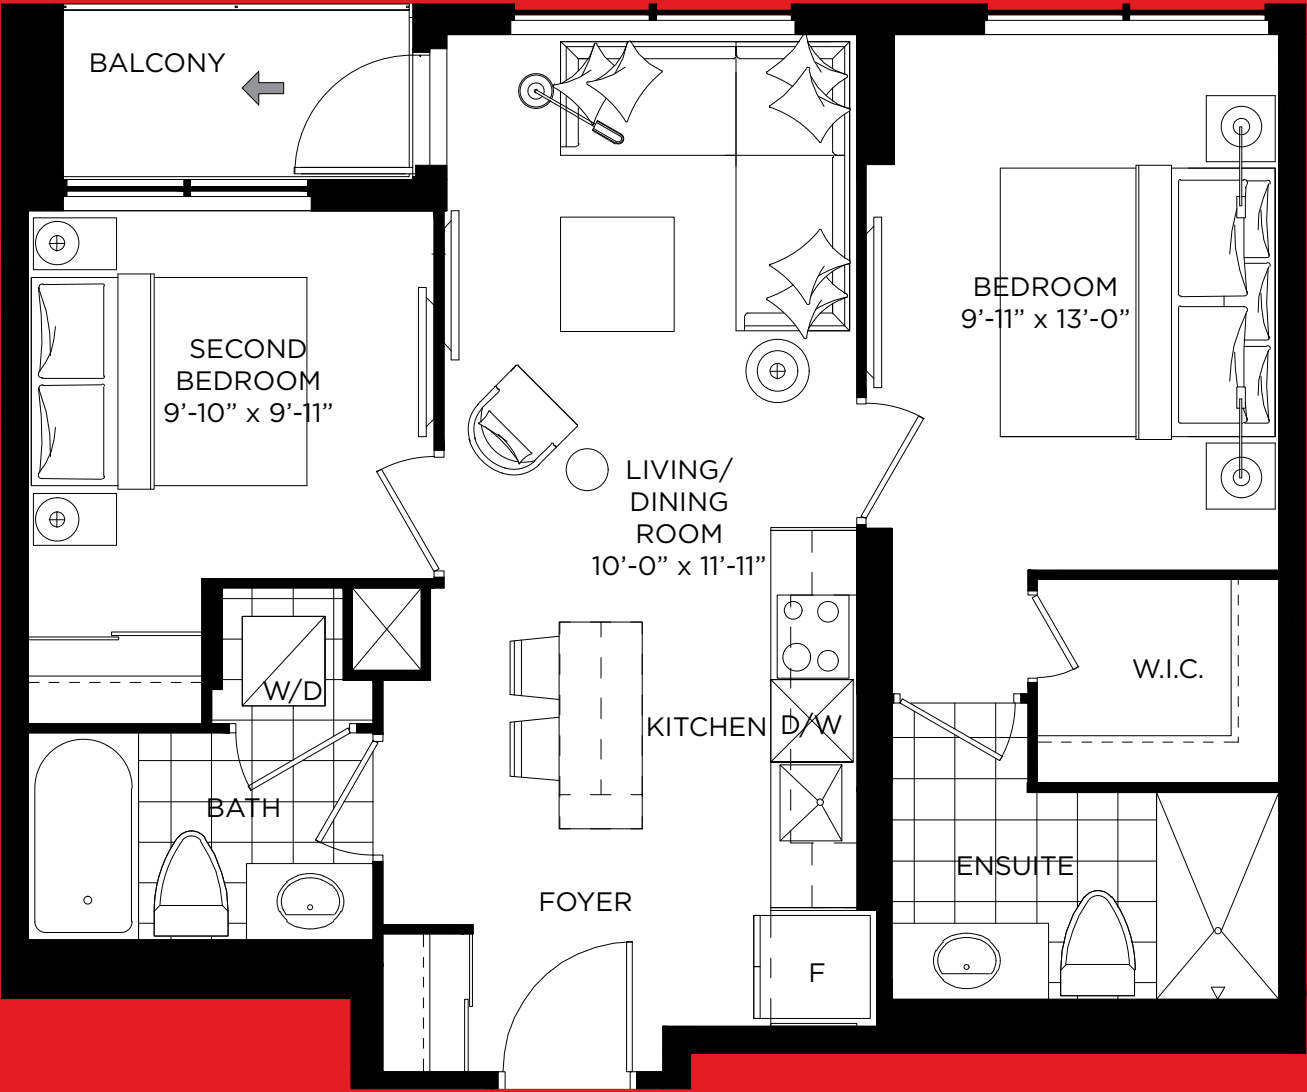 BALCONY
BEDROOM
9’-11” x 13’-0”
SECOND
BEDROOM
9’-10” x 9’-11”
LIVING/
DINING
ROOM
10’-0” x 11’-11”
W.I.C.
W/D
KITCHEN
D/W
BATH
ENSUITE
FOYER
F